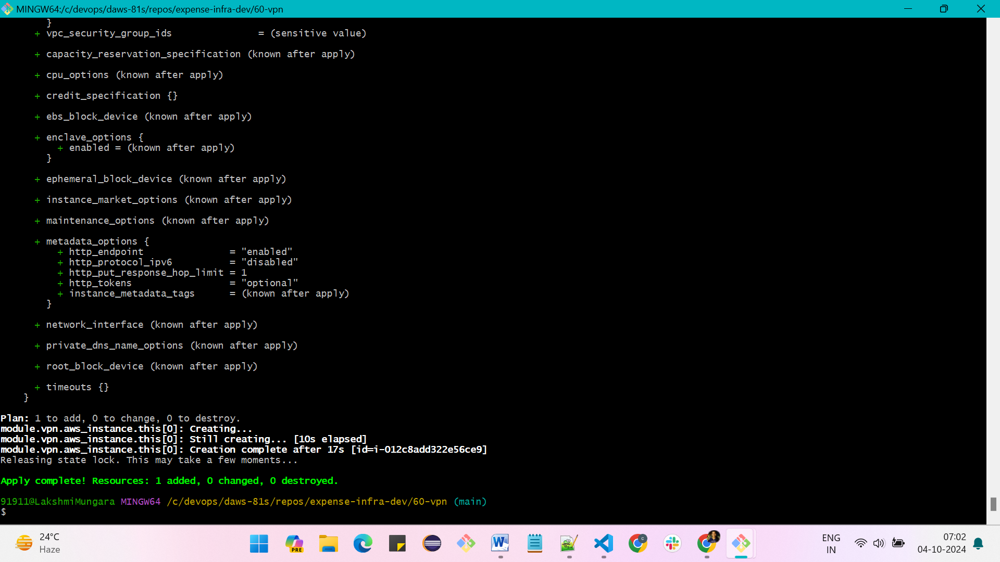 MINGW64:/c/devops/daws-81s/repos/expense-infra-dev/60-vpn
}
+ vpc_security_group_ids = (sensitive value)
+ capacity_reservation_specification (known after apply)
+ cpu_options (known after apply)
+ credit_specification {}
+ ebs_block_device (known after apply)
+ enclave_options {
+ enabled = (known after apply)
}
+ ephemeral_block_device (known after apply)
+ instance_market_options (known after apply)
+ maintenance_options (known after apply)
+ metadata_options {
+ http_endpoint = "enabled"
+ http_protocol_ipv6 = "disabled"
+ http_put_response_hop_limit = 1
+ http_tokens = "optional"
+ instance_metadata_tags = (known after apply)
}
+ network_interface (known after apply)
+ private_dns_name_options (known after apply)
+ root_block_device (known after apply)
+ timeouts {}
}
Plan: 1 to add, 0 to change, 0 to destroy.
module.vpn.aws_instance.this[0]: Creating...
module.vpn.aws_instance.this[0]: Still creating... [10s elapsed]
module.vpn.aws_instance.this[0]: Creation complete after 17s [id=i-012c8add322e56ce9]
Releasing state lock. This may take a few moments...
Apply complete! Resources: 1 added, 0 changed, 0 destroyed.
91911@LakshmiMungara MINGW64 /c/devops/daws-81s/repos/expense-infra-dev/60-vpn (main)
$
24°C
Haze
PRE
W
C
ENG
IN
07:02
04-10-2024